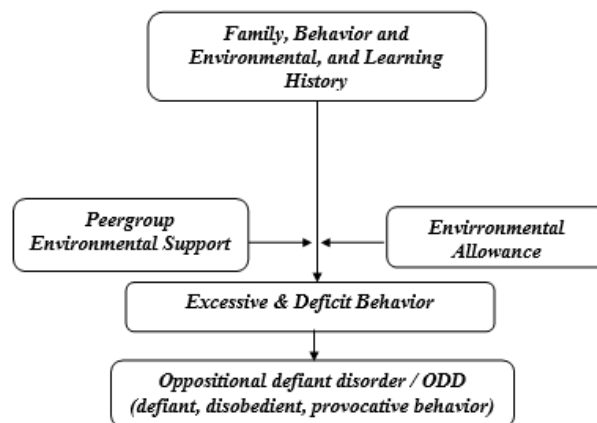 Family, Behavior and
Environmental, and Learning
History
Peergroup
Environmental Support
Envirronmental
Allowance
Excessive & Deficit Behavior
Oppositional defiant disorder / ODD
(defiant, disobedient, provocative behavior)